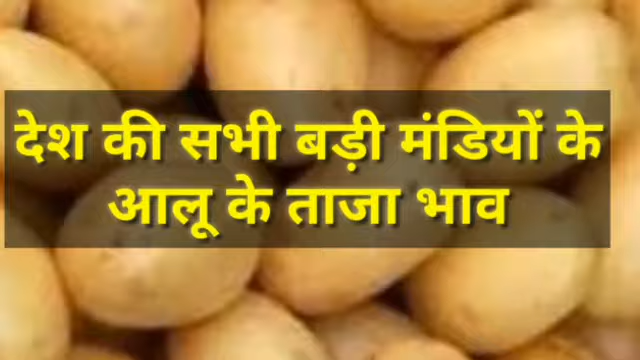 देश की सभी बड़ी मंडियों के
आलू के ताजा भाव